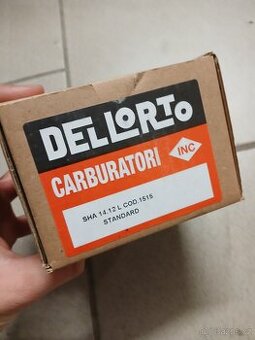 DELLORTO
CARBURATORI
INC
SHA 14.12 L COD.1515
STANDARD